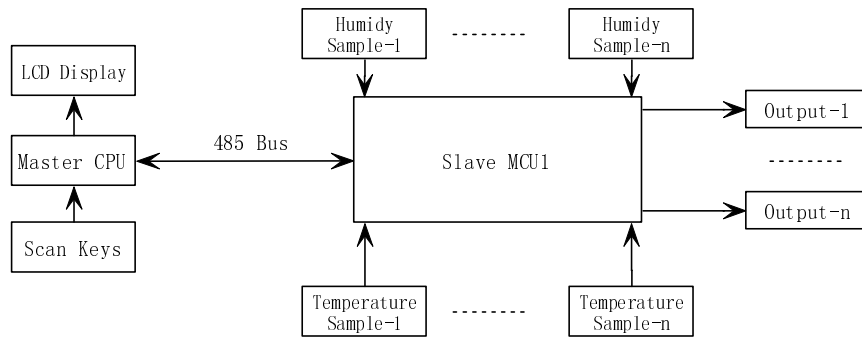 Humidy
Sample-1
Humidy
Sample-n
LCD Display
Output-1
485 Bus
Master CPU
Slave MCU1
Output-n
Scan Keys
Temperature
Sample-1
Temperature
Sample-n